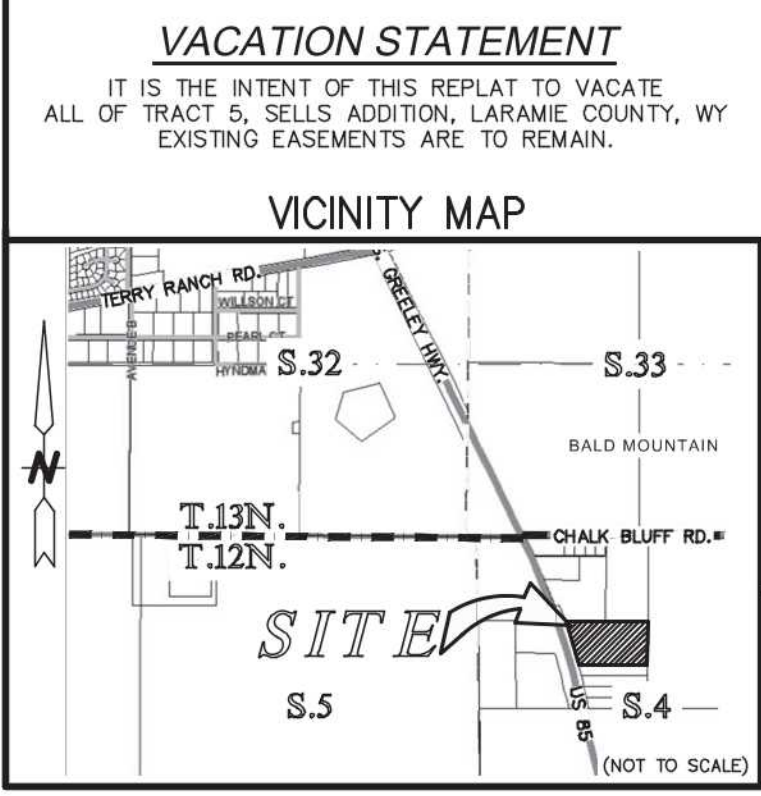 VACATION STATEMENT
IT IS THE INTENT OF THIS REPLAT TO VACATE
ALL OF TRACT 5, SELLS ADDITION, LARAMIE COUNTY, WY
EXISTING EASEMENTS ARE TO REMAIN.
VICINITY MAP
TERRY RANCH RD.
S. GREELEY HWY.
WILLSON CT
PEARL CT
AVENUE B
HYNDMA
S.32
S.33
BALD MOUNTAIN
N
T.13N.
T.12N.
CHALK BLUFF RD.
SITE
S.5
US 85
S.4
(NOT TO SCALE)